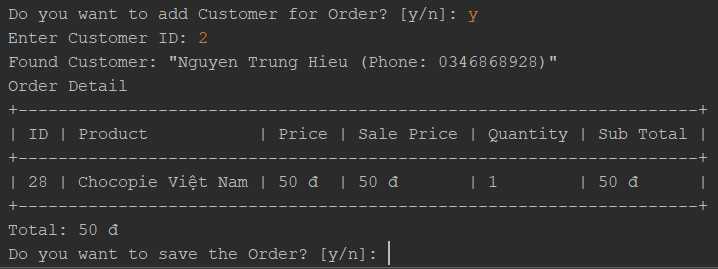 Do you want to add Customer for Order? [y/n]: y
Enter Customer ID: 2
Found Customer: "Nguyen Trung Hieu (Phone: 0346868928)"
Order Detail
+--------------------------------------------------------------------+
| ID | Product           | Price | Sale Price | Quantity | Sub Total |
+--------------------------------------------------------------------+
| 28 | Chocopie Việt Nam | 50 đ  | 50 đ       | 1        | 50 đ      |
+--------------------------------------------------------------------+
Total: 50 đ
Do you want to save the Order? [y/n]: